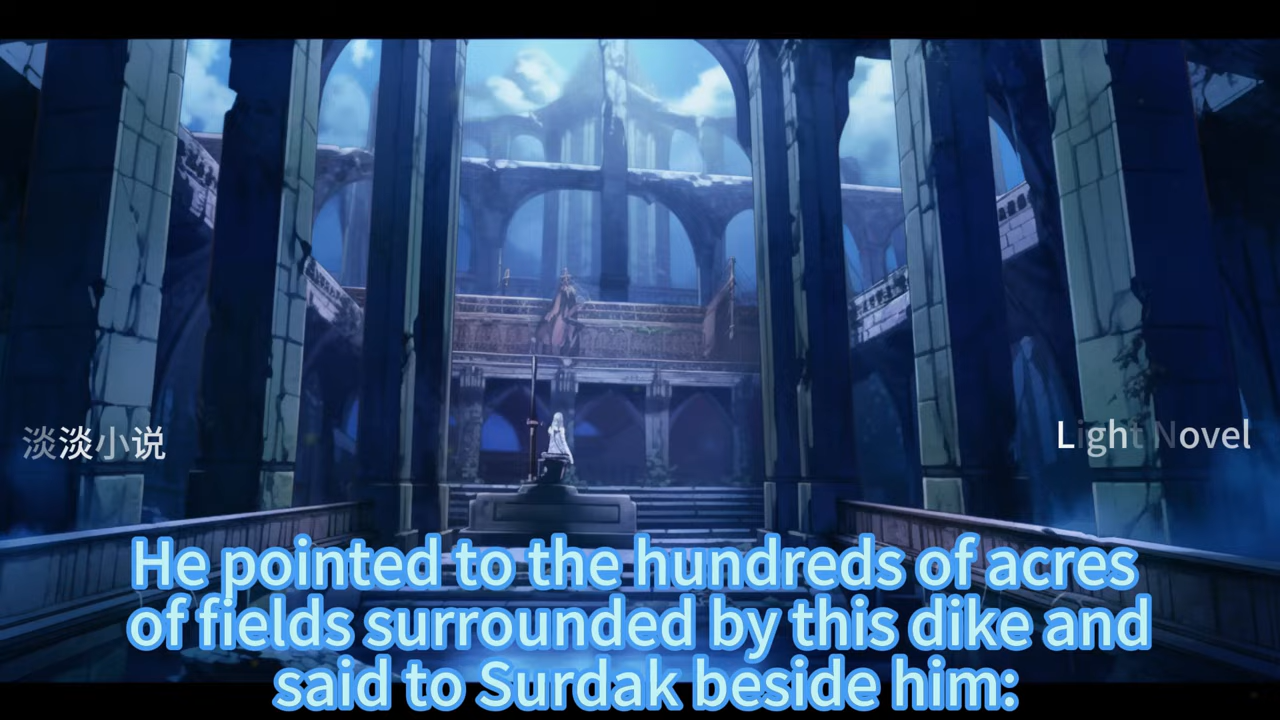 淡淡小说
Light Novel
He pointed to the hundreds of acres
of fields surrounded by this dike and
said to Surdak beside him: